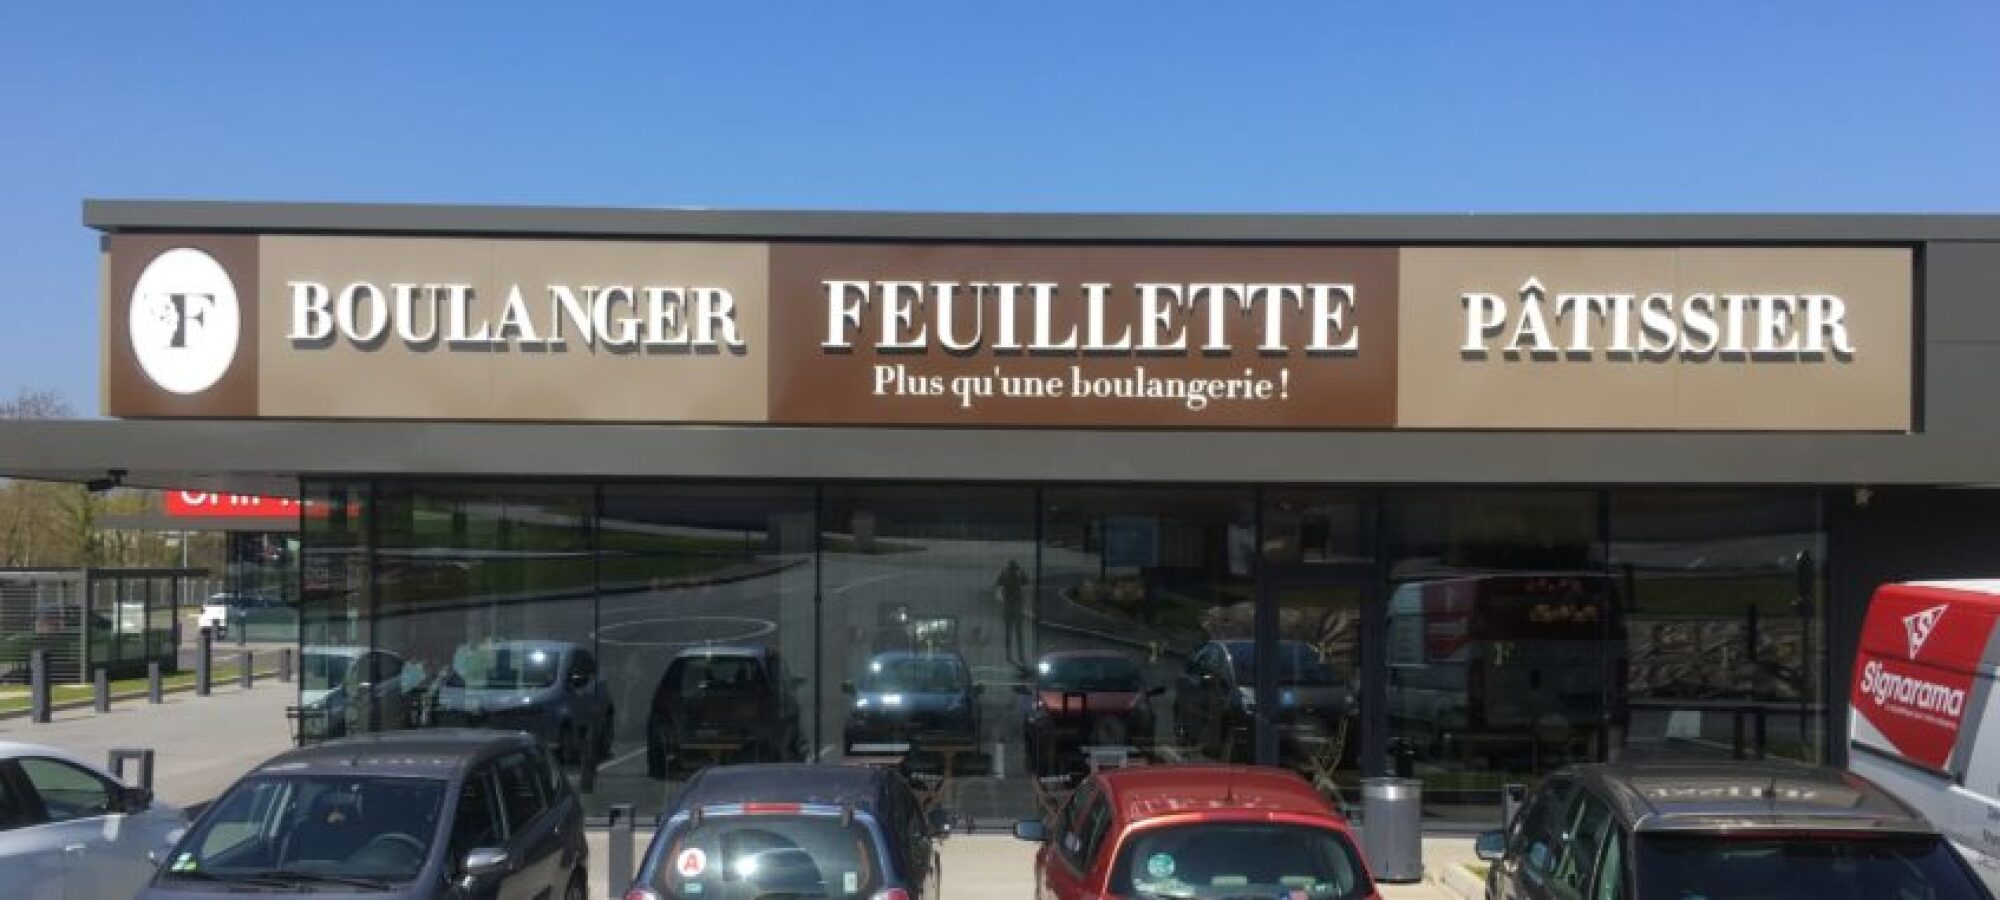 F
BOULANGER
FEUILLETTE
Plus qu'une boulangerie !
PÂTISSIER
S
Signarama
A